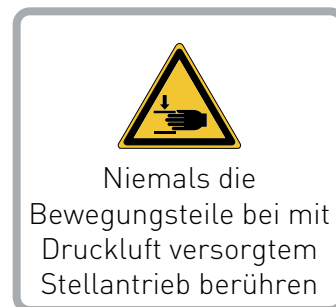 Niemals die
Bewegungsteile bei mit
Druckluft versorgtem
Stellantrieb berühren